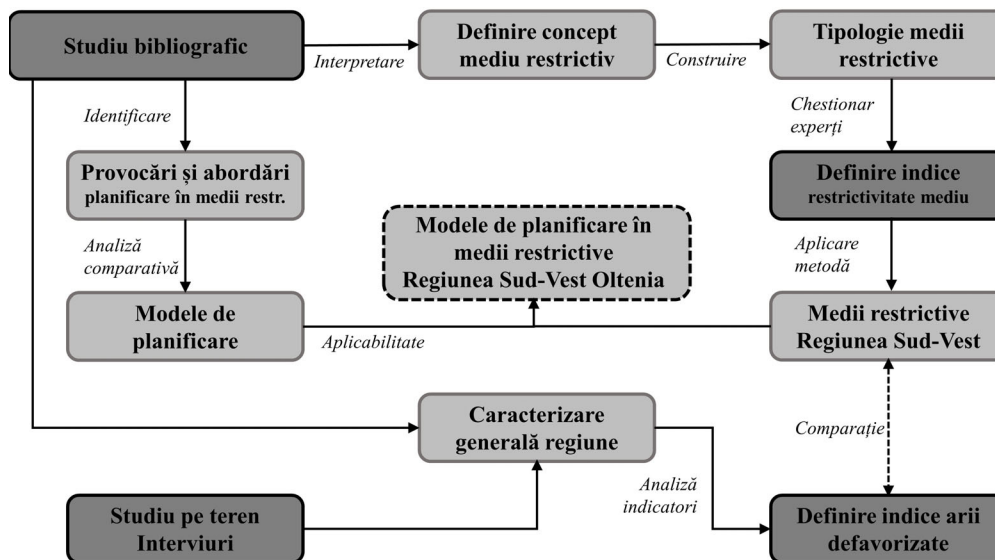 Studiu bibliografic
Interpretare
Definire concept
mediu restrictiv
Construire
Tipologie medii
restrictive
Identificare
Chestionar
experți
Provocări și abordări
planificare în medii restr.
Definire indice
restrictivitate mediu
Analiză
comparativă
Modele de planificare în
medii restrictive
Regiunea Sud-Vest Oltenia
Aplicare
metodă
Modele de
planificare
Aplicabilitate
Medii restrictive
Regiunea Sud-Vest
Caracterizare
generală regiune
Comparație
Studiu pe teren
Interviuri
Analiză
indicatori
Definire indice arii
defavorizate